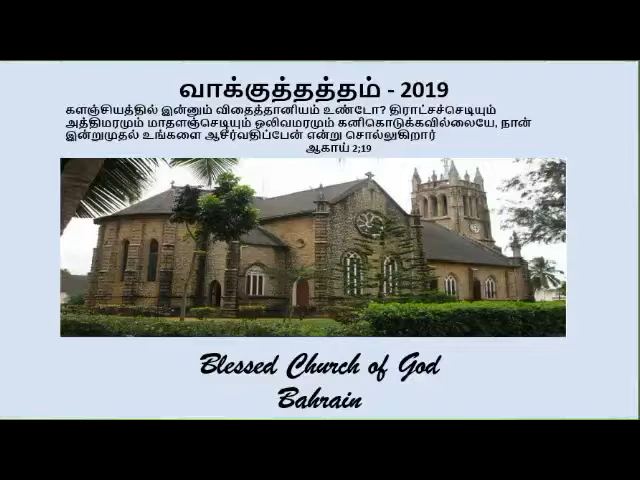 வாக்குத்தத்தம் - 2019
களஞ்சியத்தில் இன்னும் விதைத்தானியம் உண்டோ? திராட்சச்செடியும்
அத்திமரமும் மாதளஞ்செடியும் ஒலிவமரமும் கனிகொடுக்கவில்லையே, நான்
இன்றுமுதல் உங்களை ஆசீர்வதிப்பேன் என்று சொல்லுகிறார்
ஆகாய் 2;19
Blessed Church of God
Bahrain